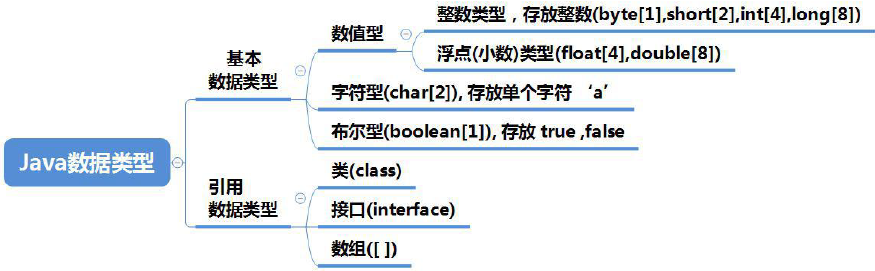 Java数据类型
基本
数据类型
数值型
整数类型，存放整数(byte[1],short[2],int[4],long[8])
浮点(小数)类型(float[4],double[8])
字符型(char[2]), 存放单个字符 ‘a’
布尔型(boolean[1]), 存放 true ,false
引用
数据类型
类(class)
接口(interface)
数组([ ])